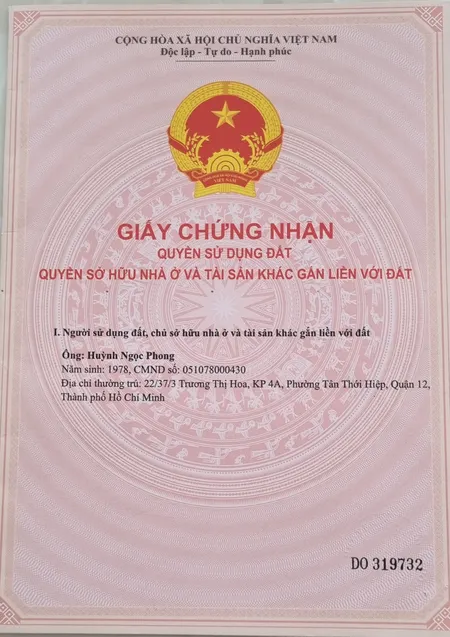 CỘNG HÒA XÃ HỘI CHỦ NGHĨA VIỆT NAM
Độc lập - Tự do - Hạnh phúc
VIỆT NAM
GIẤY CHỨNG NHẬN
QUYỀN SỬ DỤNG ĐẤT
QUYỀN SỞ HỮU NHÀ Ở VÀ TÀI SẢN KHÁC GẮN LIỀN VỚI ĐẤT
I. Người sử dụng đất, chủ sở hữu nhà ở và tài sản khác gắn liền với đất
Ông: Huỳnh Ngọc Phong
Năm sinh: 1978, CMND số: 051078000430
Địa chỉ thường trú: 22/37/3 Trương Thị Hoa, KP 4A, Phường Tân Thới Hiệp, Quận 12,
Thành phố Hồ Chí Minh
DO 319732